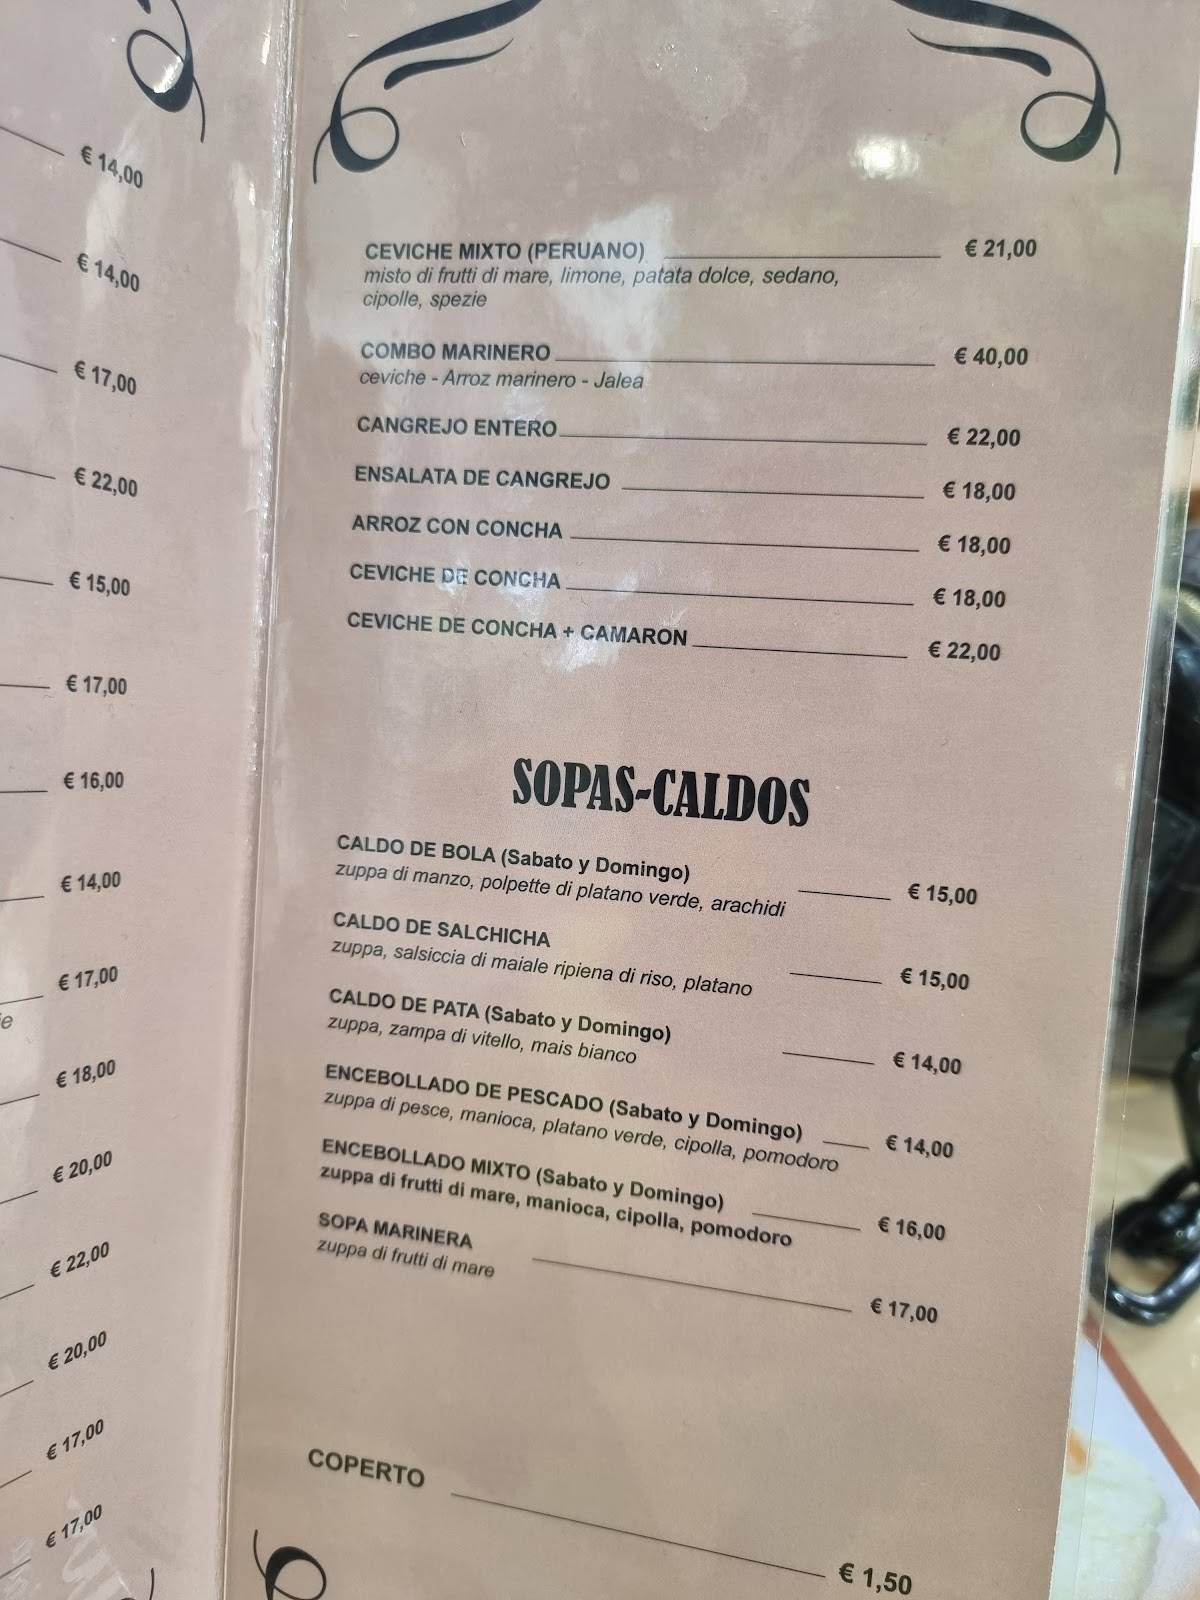 € 14,00
€ 14,00
€ 17,00
€ 22,00
€ 15,00
€ 17,00
€ 16,00
€ 14,00
€ 17,00
ie
€ 18,00
€ 20,00
€ 22,00
€ 20,00
€ 17,00
€ 17,00
CEVICHE MIXTO (PERUANO) € 21,00
misto di frutti di mare, limone, patata dolce, sedano,
cipolle, spezie
COMBO MARINERO € 40,00
ceviche - Arroz marinero - Jalea
CANGREJO ENTERO € 22,00
ENSALATA DE CANGREJO € 18,00
ARROZ CON CONCHA € 18,00
CEVICHE DE CONCHA € 18,00
CEVICHE DE CONCHA + CAMARON € 22,00
SOPAS-CALDOS
CALDO DE BOLA (Sabato y Domingo) € 15,00
zuppa di manzo, polpette di platano verde, arachidi
CALDO DE SALCHICHA € 15,00
zuppa, salsiccia di maiale ripiena di riso, platano
CALDO DE PATA (Sabato y Domingo) € 14,00
zuppa, zampa di vitello, mais bianco
ENCEBOLLADO DE PESCADO (Sabato y Domingo) € 14,00
zuppa di pesce, manioca, platano verde, cipolla, pomodoro
ENCEBOLLADO MIXTO (Sabato y Domingo) € 16,00
zuppa di frutti di mare, manioca, cipolla, pomodoro
SOPA MARINERA € 17,00
zuppa di frutti di mare
COPERTO € 1,50